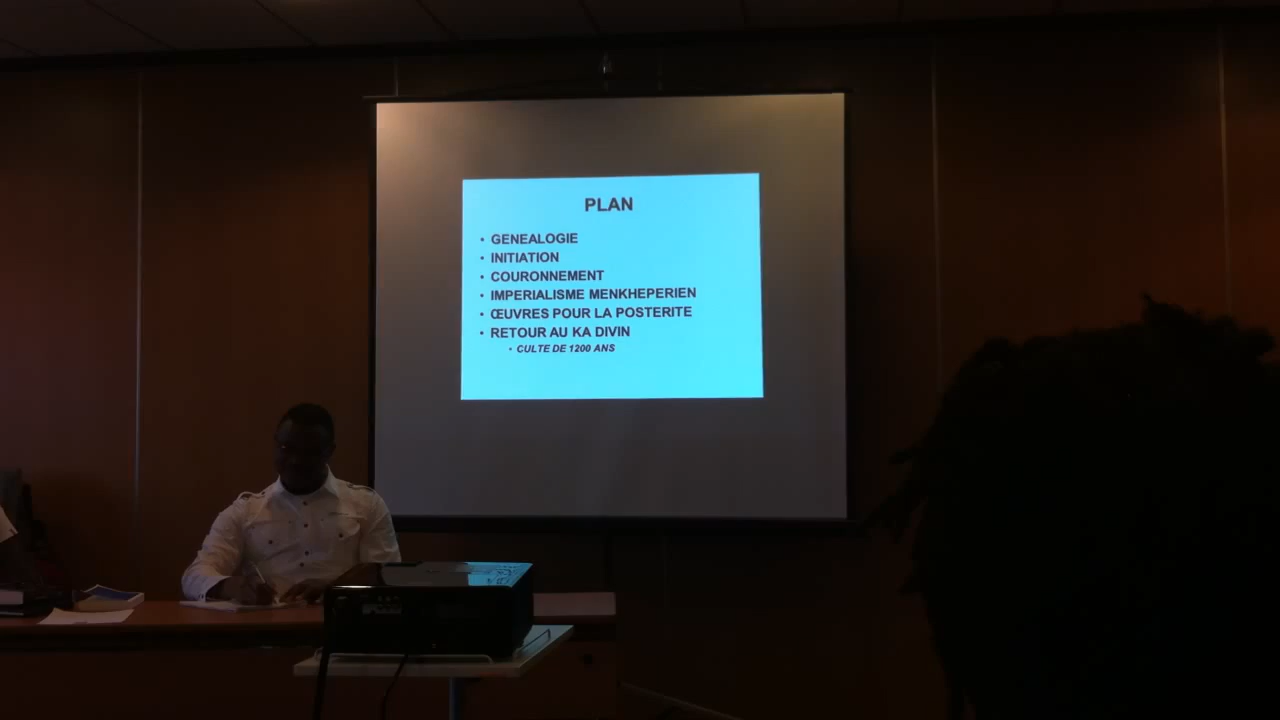 PLAN
• GENEALOGIE
• INITIATION
• COURONNEMENT
• IMPERIALISME MENKHEPERIEN
• ŒUVRES POUR LA POSTERITE
• RETOUR AU KA DIVIN
• CULTE DE 1200 ANS